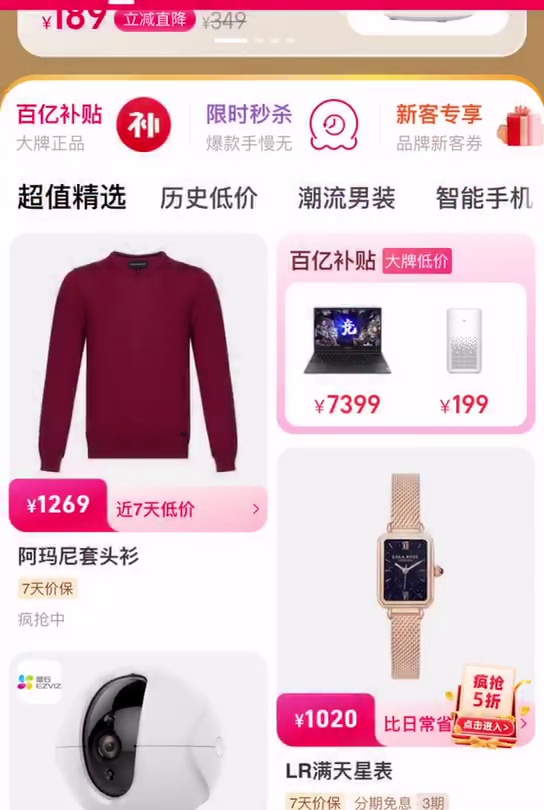 ¥189 立减直降 ¥349
百亿补贴
大牌正品
补
限时秒杀
爆款手慢无
新客专享
品牌新客券
超值精选 历史低价 潮流男装 智能手机
¥1269 近7天低价 >
阿玛尼套头衫
7天价保
疯抢中
萤石
EZVIZ
百亿补贴 大牌低价
竞
¥7399 ¥199
LOLA ROSE
¥1020 比日常省
疯抢
5折
点击进入>
LR满天星表
7天价保 分期免息 3期